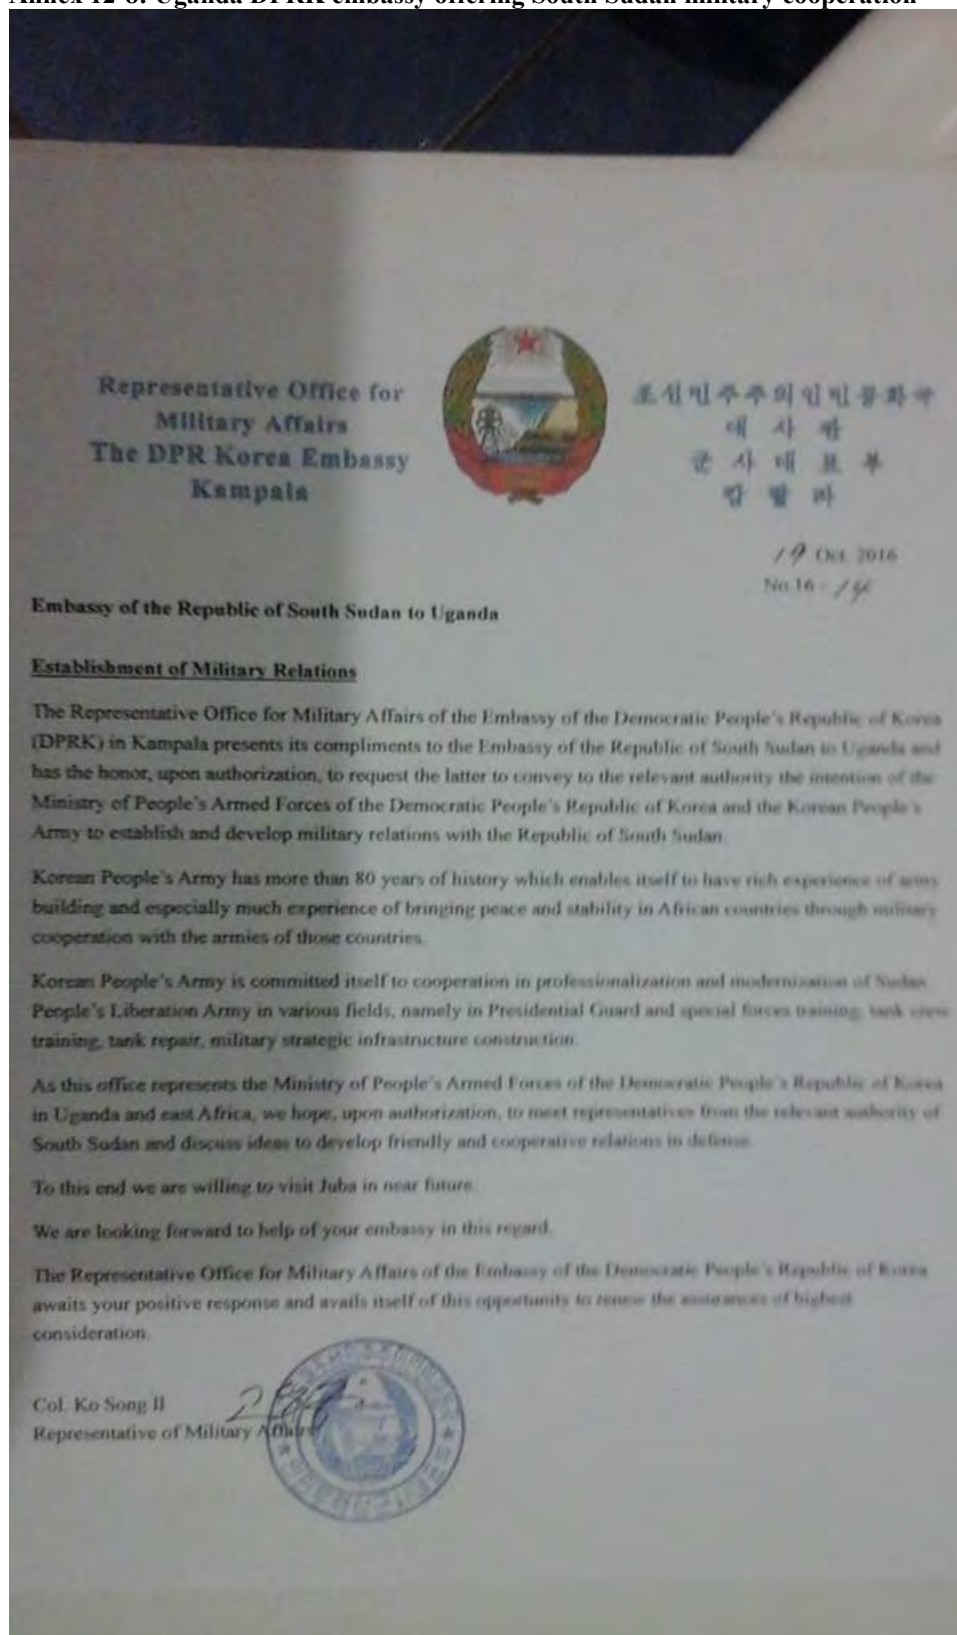 Annex 12-8: Uganda DPRK embassy offering South Sudan military cooperation
Representative Office for
Military Affairs
The DPR Korea Embassy
Kampala
조선민주주의인민공화국
대 사 관
군 사 대 표 부
캄 팔 라
19 Oct. 2016
No.16 - 14
Embassy of the Republic of South Sudan to Uganda
Establishment of Military Relations
The Representative Office for Military Affairs of the Embassy of the Democratic People's Republic of Korea
(DPRK) in Kampala presents its compliments to the Embassy of the Republic of South Sudan to Uganda and
has the honor, upon authorization, to request the latter to convey to the relevant authority the intention of the
Ministry of People's Armed Forces of the Democratic People's Republic of Korea and the Korean People's
Army to establish and develop military relations with the Republic of South Sudan.
Korean People's Army has more than 80 years of history which enables itself to have rich experience of army
building and especially much experience of bringing peace and stability in African countries through military
cooperation with the armies of those countries.
Korean People's Army is committed itself to cooperation in professionalization and modernization of Sudan
People's Liberation Army in various fields, namely in Presidential Guard and special forces training, tank crew
training, tank repair, military strategic infrastructure construction.
As this office represents the Ministry of People's Armed Forces of the Democratic People's Republic of Korea
in Uganda and east Africa, we hope, upon authorization, to meet representatives from the relevant authority of
South Sudan and discuss ideas to develop friendly and cooperative relations in defense.
To this end we are willing to visit Juba in near future.
We are looking forward to help of your embassy in this regard.
The Representative Office for Military Affairs of the Embassy of the Democratic People's Republic of Korea
awaits your positive response and avails itself of this opportunity to renew the assurances of highest
consideration.
Col. Ko Song Il
Representative of Military Affairs